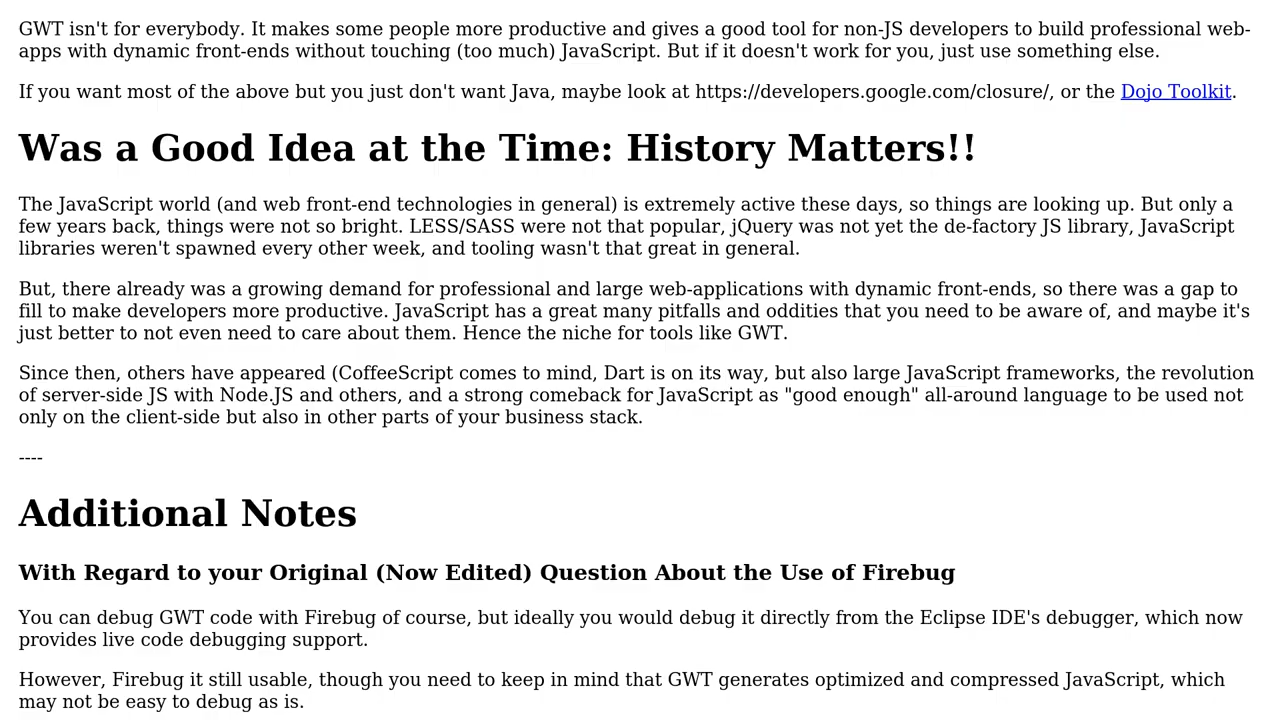 GWT isn't for everybody. It makes some people more productive and gives a good tool for non-JS developers to build professional web-
apps with dynamic front-ends without touching (too much) JavaScript. But if it doesn't work for you, just use something else.
If you want most of the above but you just don't want Java, maybe look at https://developers.google.com/closure/, or the Dojo Toolkit.
Was a Good Idea at the Time: History Matters!!
The JavaScript world (and web front-end technologies in general) is extremely active these days, so things are looking up. But only a
few years back, things were not so bright. LESS/SASS were not that popular, jQuery was not yet the de-factory JS library, JavaScript
libraries weren't spawned every other week, and tooling wasn't that great in general.
But, there already was a growing demand for professional and large web-applications with dynamic front-ends, so there was a gap to
fill to make developers more productive. JavaScript has a great many pitfalls and oddities that you need to be aware of, and maybe it's
just better to not even need to care about them. Hence the niche for tools like GWT.
Since then, others have appeared (CoffeeScript comes to mind, Dart is on its way, but also large JavaScript frameworks, the revolution
of server-side JS with Node.JS and others, and a strong comeback for JavaScript as "good enough" all-around language to be used not
only on the client-side but also in other parts of your business stack.
----
Additional Notes
With Regard to your Original (Now Edited) Question About the Use of Firebug
You can debug GWT code with Firebug of course, but ideally you would debug it directly from the Eclipse IDE's debugger, which now
provides live code debugging support.
However, Firebug it still usable, though you need to keep in mind that GWT generates optimized and compressed JavaScript, which
may not be easy to debug as is.